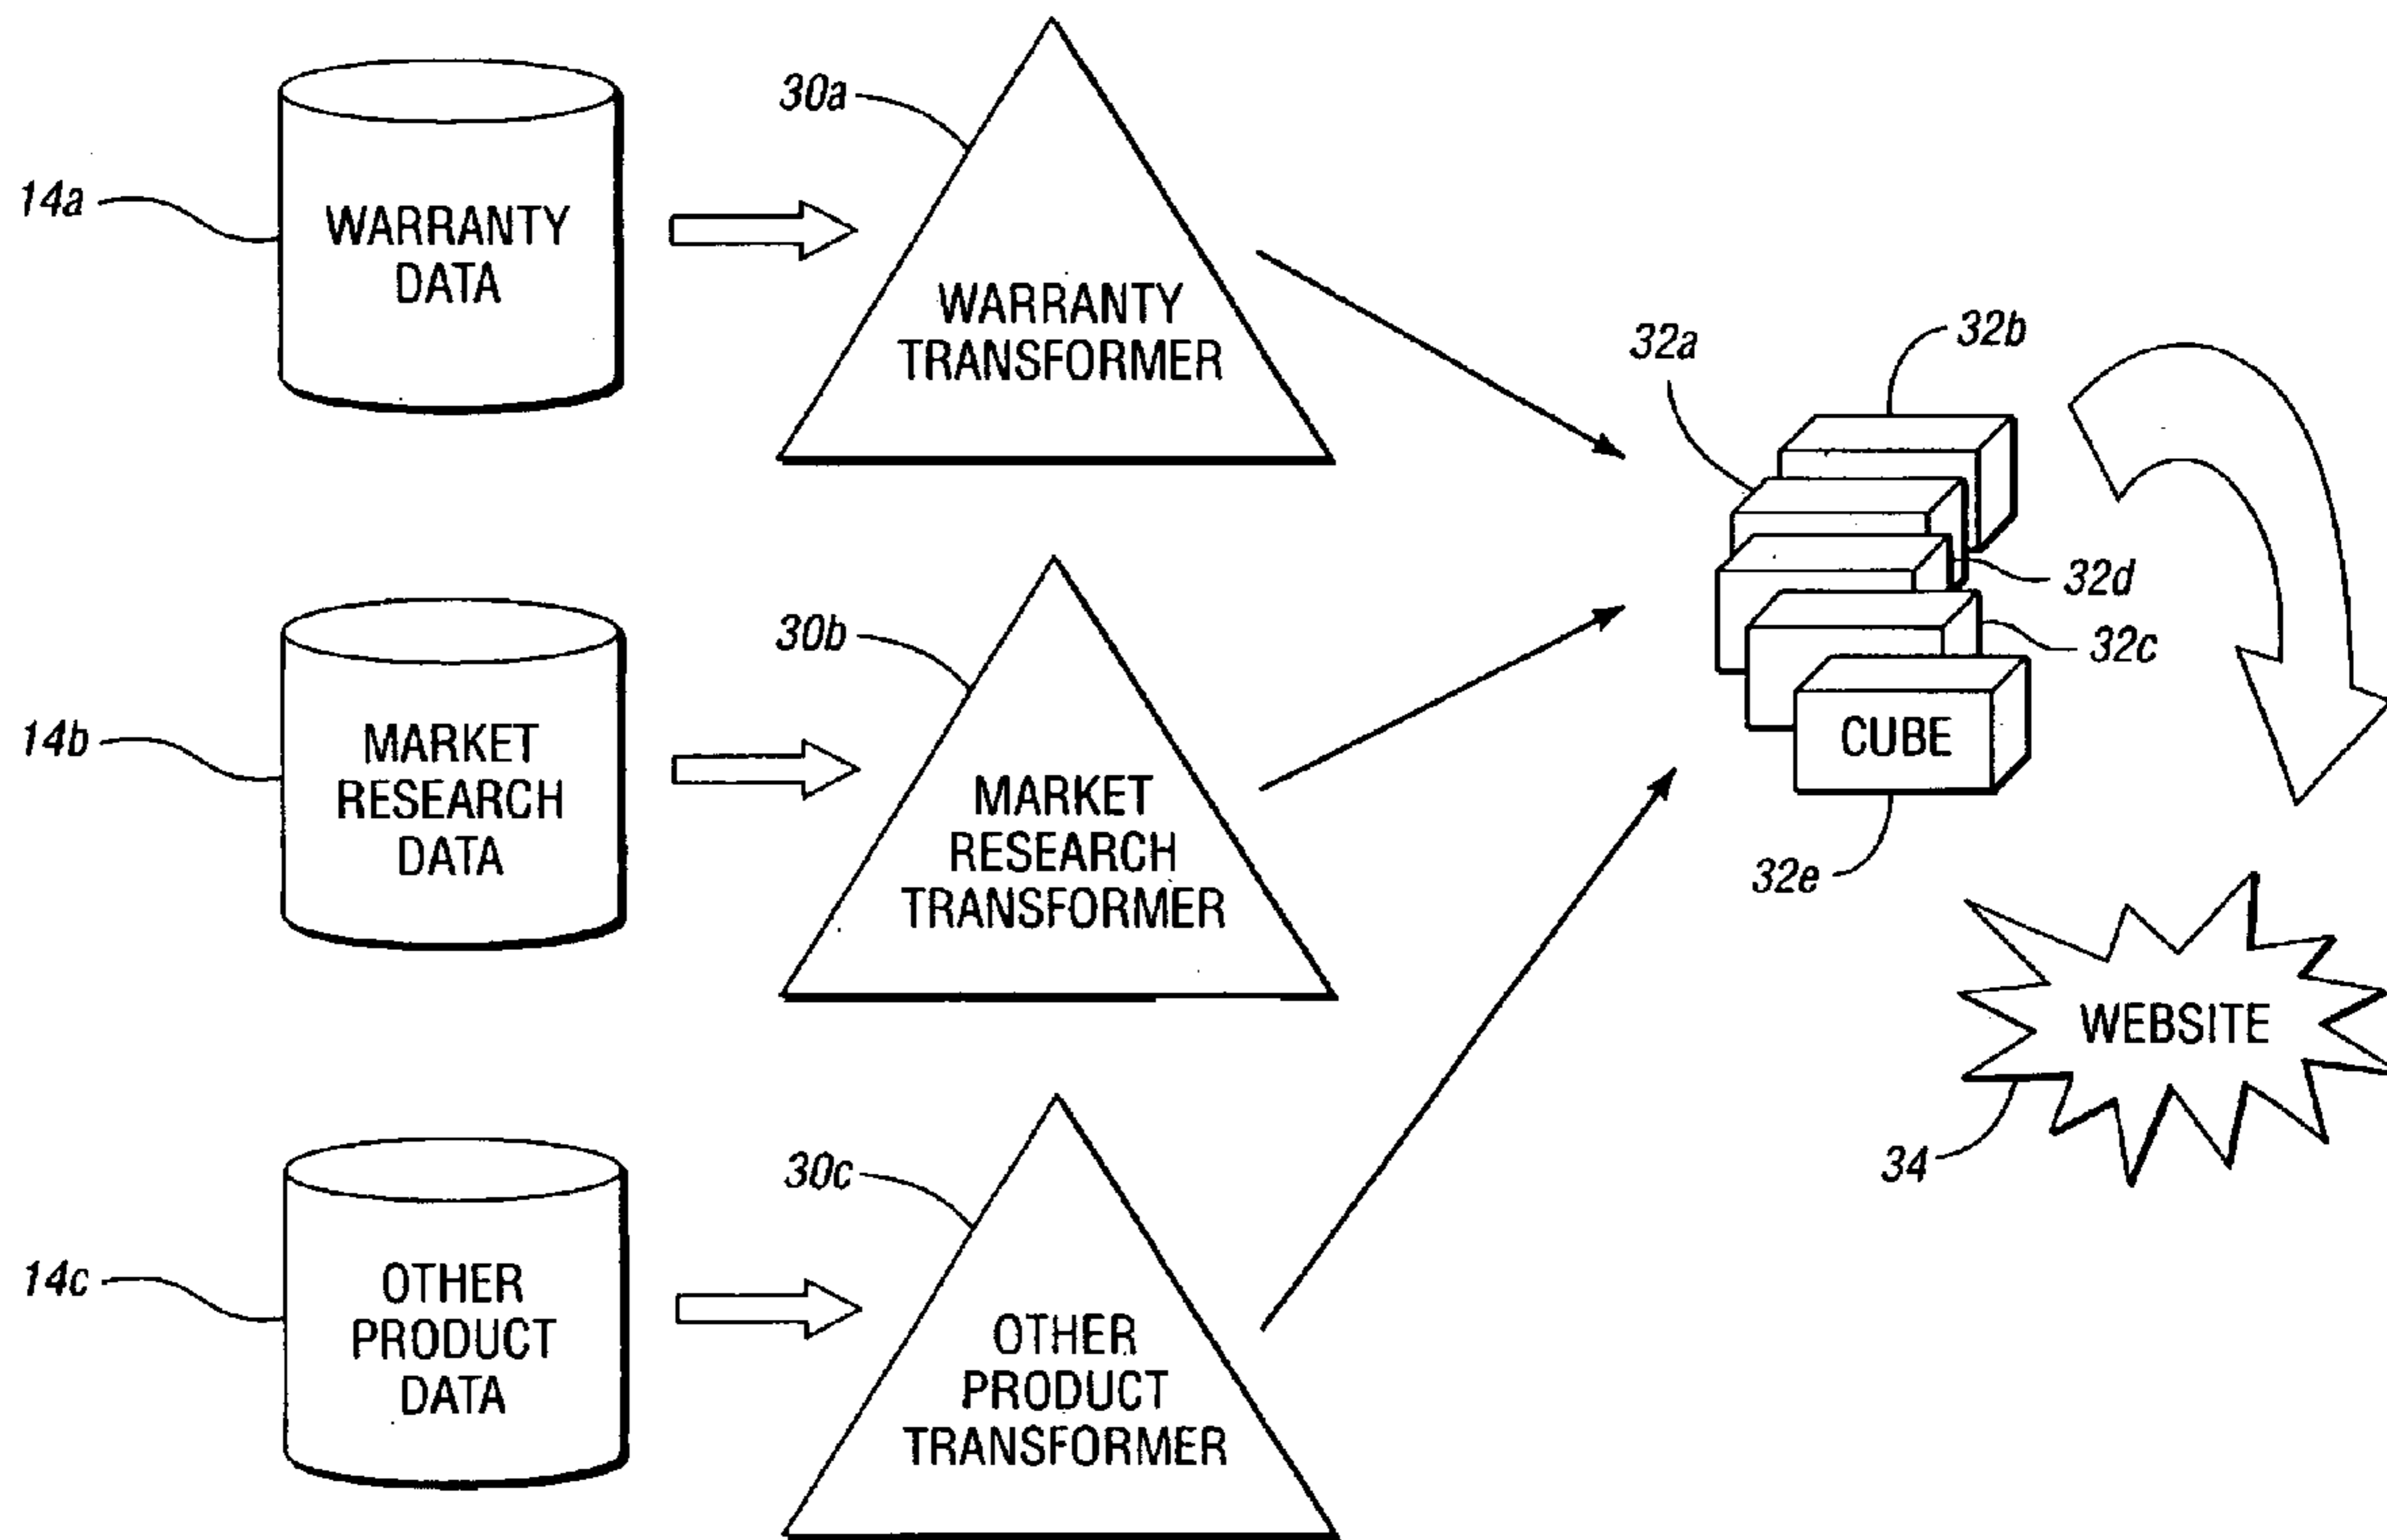 14a
WARRANTY
DATA
30a
WARRANTY
TRANSFORMER
14b
MARKET
RESEARCH
DATA
30b
MARKET
RESEARCH
TRANSFORMER
14c
OTHER
PRODUCT
DATA
30c
OTHER
PRODUCT
TRANSFORMER
32a
32b
32d
32c
CUBE
32e
WEBSITE
34